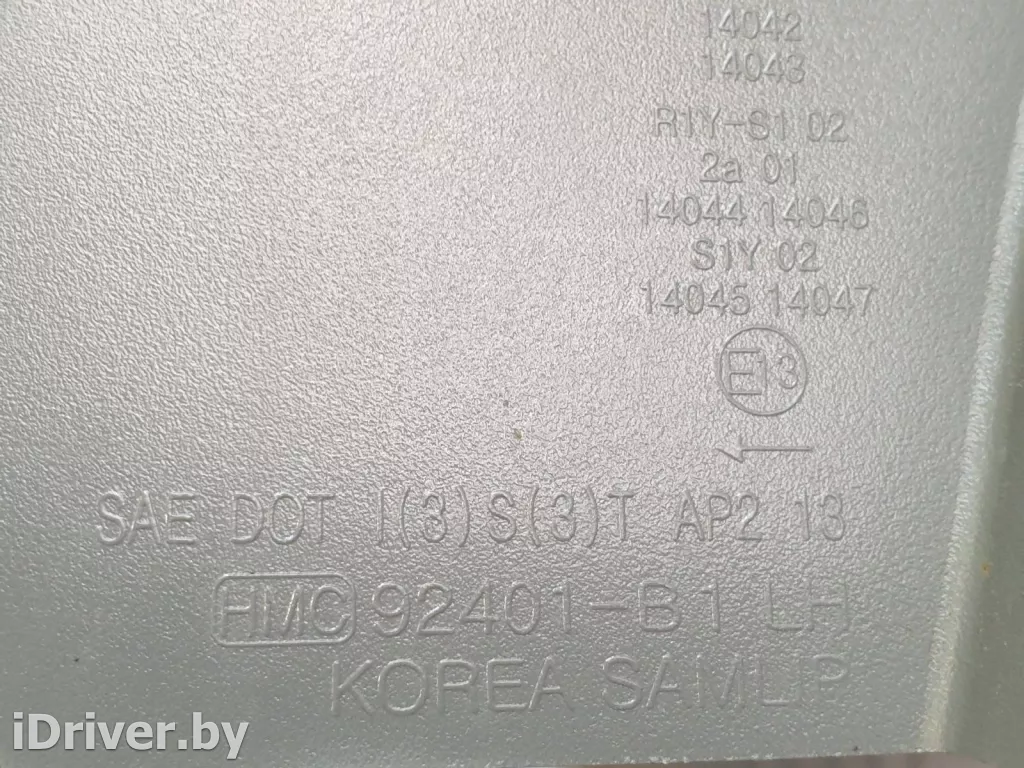 14042
14043
R1Y-S1 02
2a 01
14044 14046
S1Y 02
14045 14047
E13
SAE DOT I(3)S(3)T AP2 13
HMC 92401-B1 LH
KOREA SAMLIP
iDriver.by